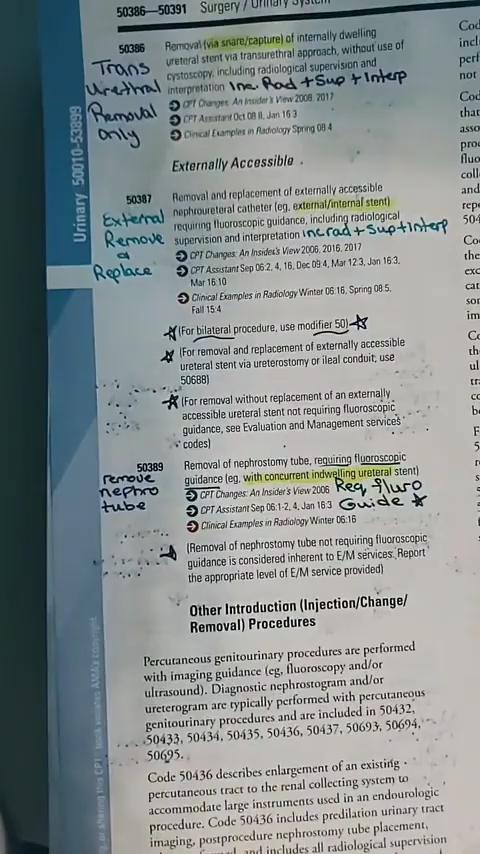 50386—50391 Surgery / Urinary System
50386 Removal (via snare/capture) of internally dwelling
ureteral stent via transurethral approach, without use of
cystoscopy, including radiological supervision and
interpretation Inc. Rad + Sup + Interp
Trans
Urethral
Removal
only
CPT Changes: An Insider's View 2008, 2017
CPT Assistant Oct 08:II, Jan 16:3
Clinical Examples in Radiology Spring 08:4
Externally Accessible
50387 Removal and replacement of externally accessible
nephroureteral catheter (eg, external/internal stent)
requiring fluoroscopic guidance, including radiological
supervision and interpretation inc rad + Sup + Interp
External
Remove
&
Replace
CPT Changes: An Insider's View 2006, 2016, 2017
CPT Assistant Sep 06:2, 4, 16, Dec 09:4, Mar 12:3, Jan 16:3,
Mar 16:10
Clinical Examples in Radiology Winter 06:16, Spring 08:5,
Fall 15:4
(For bilateral procedure, use modifier 50)
(For removal and replacement of externally accessible
ureteral stent via ureterostomy or ileal conduit, use
50688)
(For removal without replacement of an externally
accessible ureteral stent not requiring fluoroscopic
guidance, see Evaluation and Management services
codes)
50389 Removal of nephrostomy tube, requiring fluoroscopic
guidance (eg, with concurrent indwelling ureteral stent)
remove
nephro
tube
CPT Changes: An Insider's View 2006 Req fluro
CPT Assistant Sep 06:1-2, 4, Jan 16:3 Guide
Clinical Examples in Radiology Winter 06:16
(Removal of nephrostomy tube not requiring fluoroscopic
guidance is considered inherent to E/M services. Report
the appropriate level of E/M service provided)
Other Introduction (Injection/Change/
Removal) Procedures
Percutaneous genitourinary procedures are performed
with imaging guidance (eg, fluoroscopy and/or
ultrasound). Diagnostic nephrostogram and/or
ureterogram are typically performed with percutaneous
genitourinary procedures and are included in 50432,
50433, 50434, 50435, 50436, 50437, 50693, 50694,
50695.
Code 50436 describes enlargement of an existing
percutaneous tract to the renal collecting system to
accommodate large instruments used in an endourologic
procedure. Code 50436 includes predilation urinary tract
imaging, postprocedure nephrostomy tube placement,
and includes all radiological supervision
Urinary 50010-53899
or altering this CPT book violates AMA's copyright.